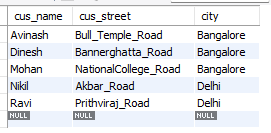 cus_name cus_street city
Avinash Bull_Temple_Road Bangalore
Dinesh Bannerghatta_Road Bangalore
Mohan NationalCollege_Road Bangalore
Nikil Akbar_Road Delhi
Ravi Prithviraj_Road Delhi
NULL NULL NULL